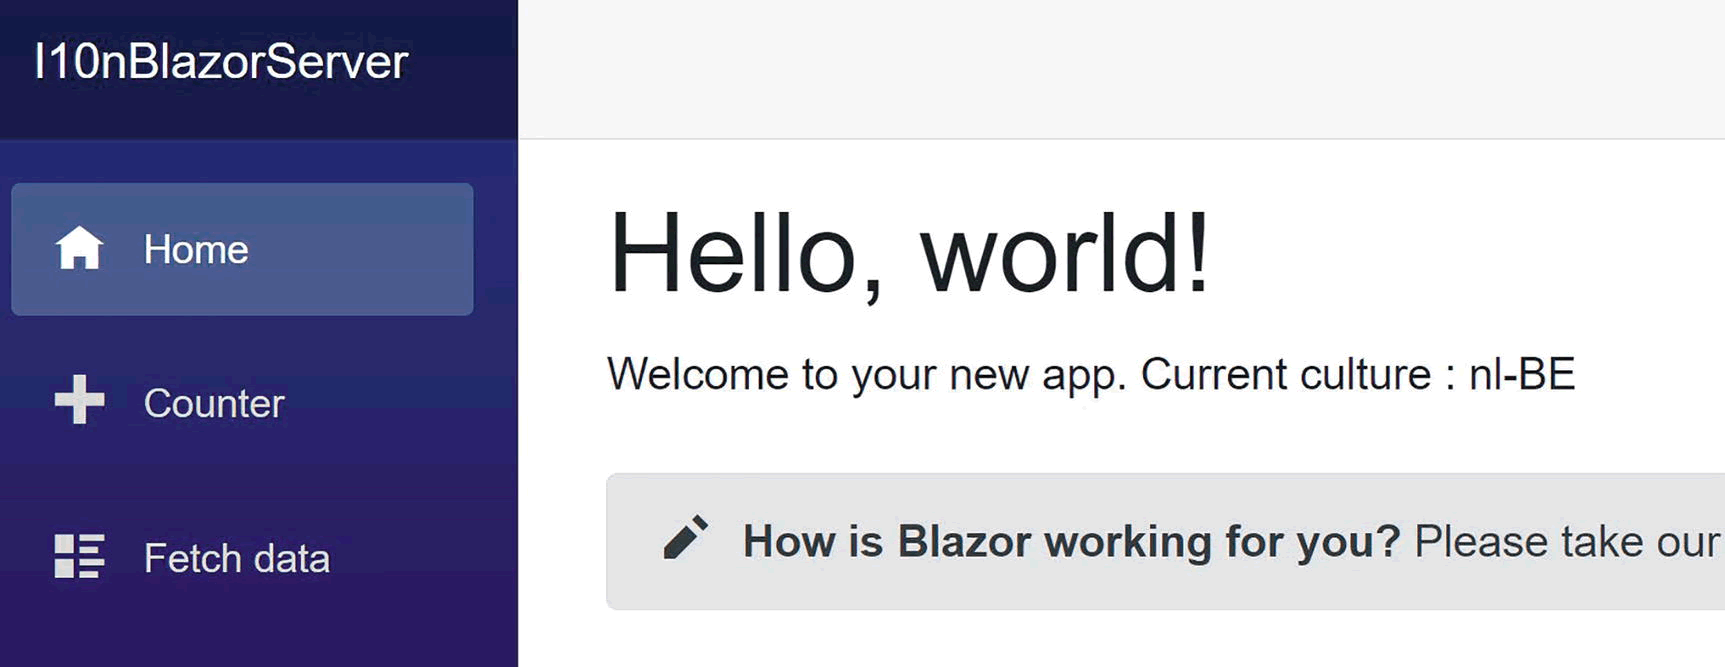 l10nBlazorServer
Home
Counter
Fetch data
Hello, world!
Welcome to your new app. Current culture : nl-BE
How is Blazor working for you? Please take our